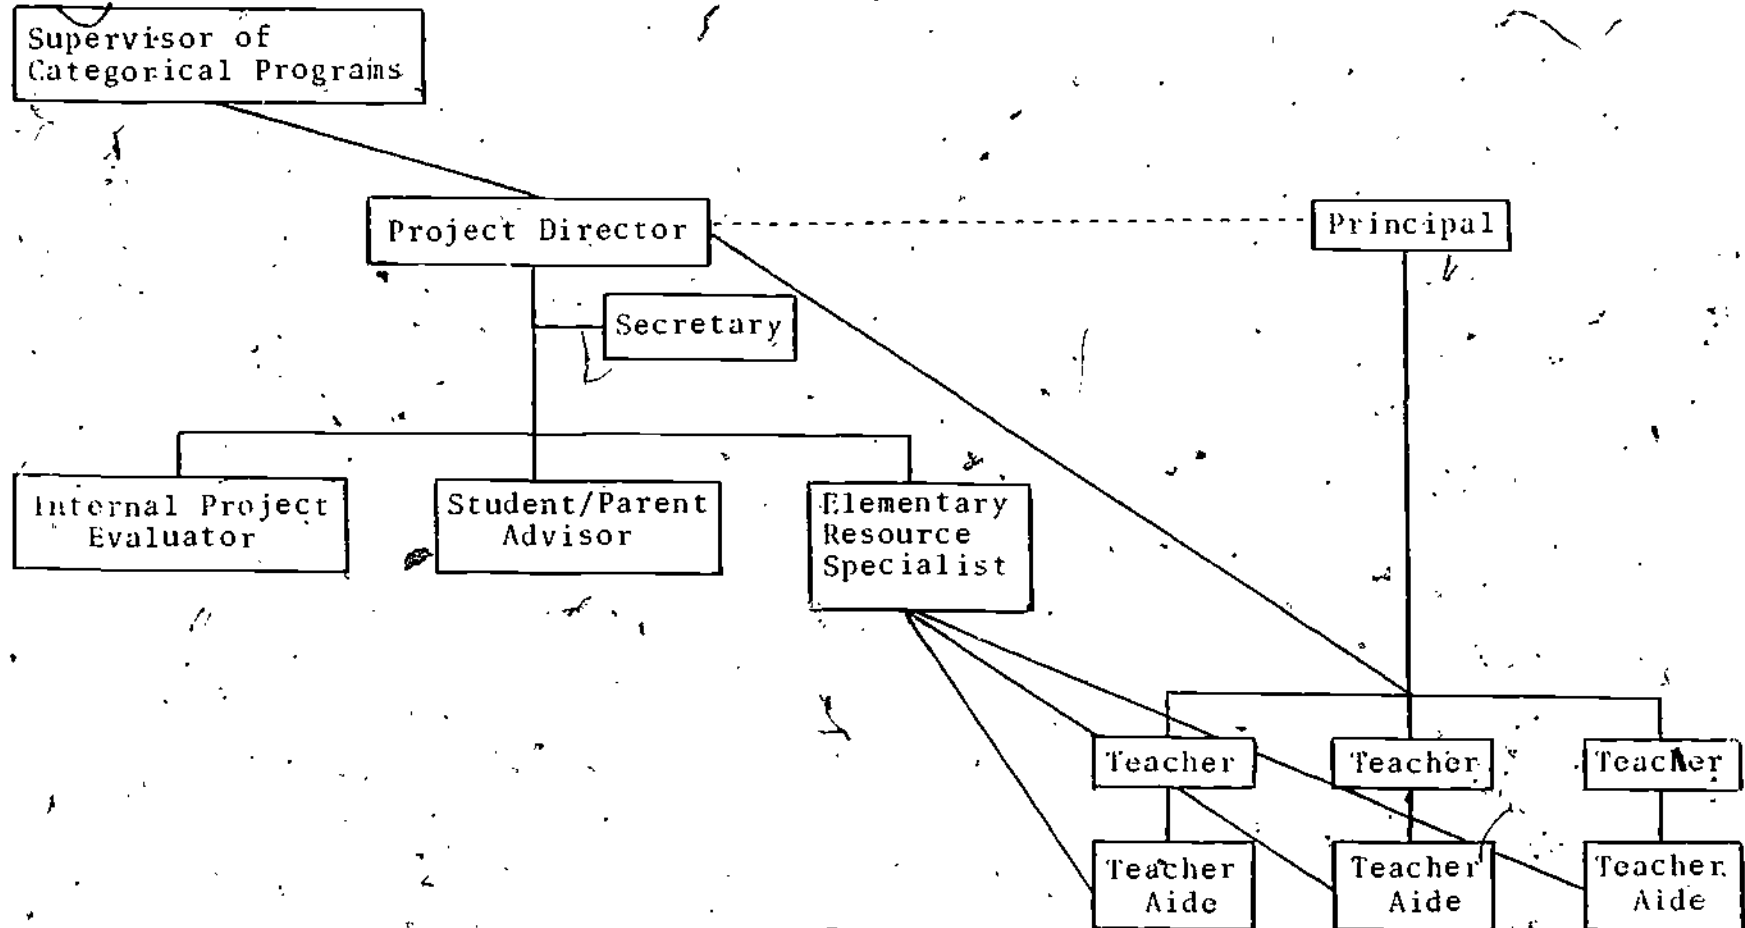 Supervisor of
Categorical Programs
Project Director
Principal
Secretary
Internal Project
Evaluator
Student/Parent
Advisor
Elementary
Resource
Specialist
Teacher
Teacher
Teacher
Teacher
Aide
Teacher
Aide
Teacher
Aide